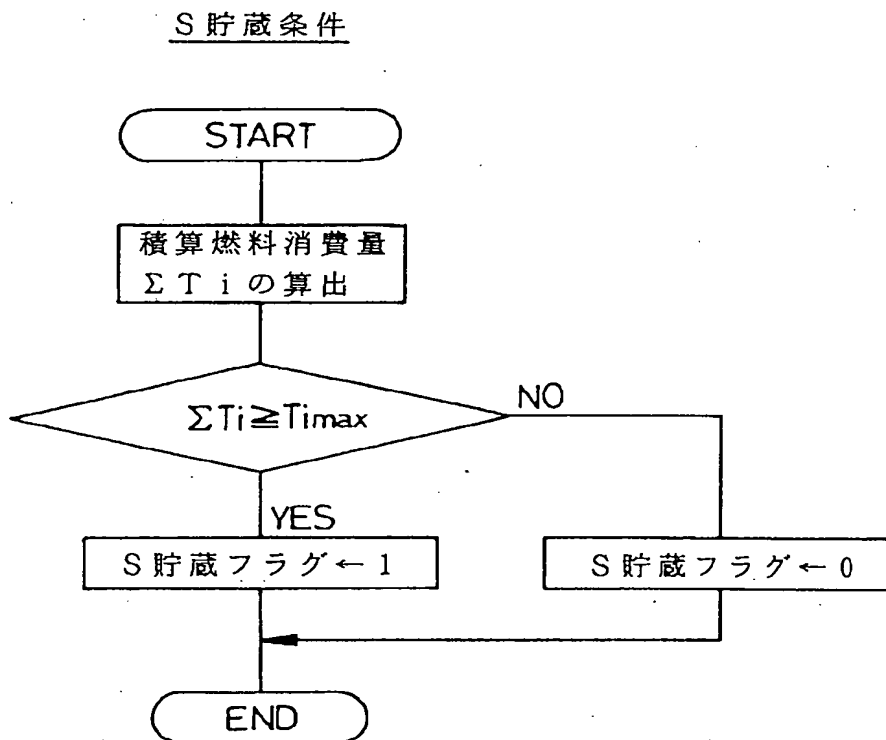 S貯蔵条件
START
積算燃料消費量
ΣTiの算出
ΣTi≧Timax
NO
YES
S貯蔵フラグ←1
S貯蔵フラグ←0
END